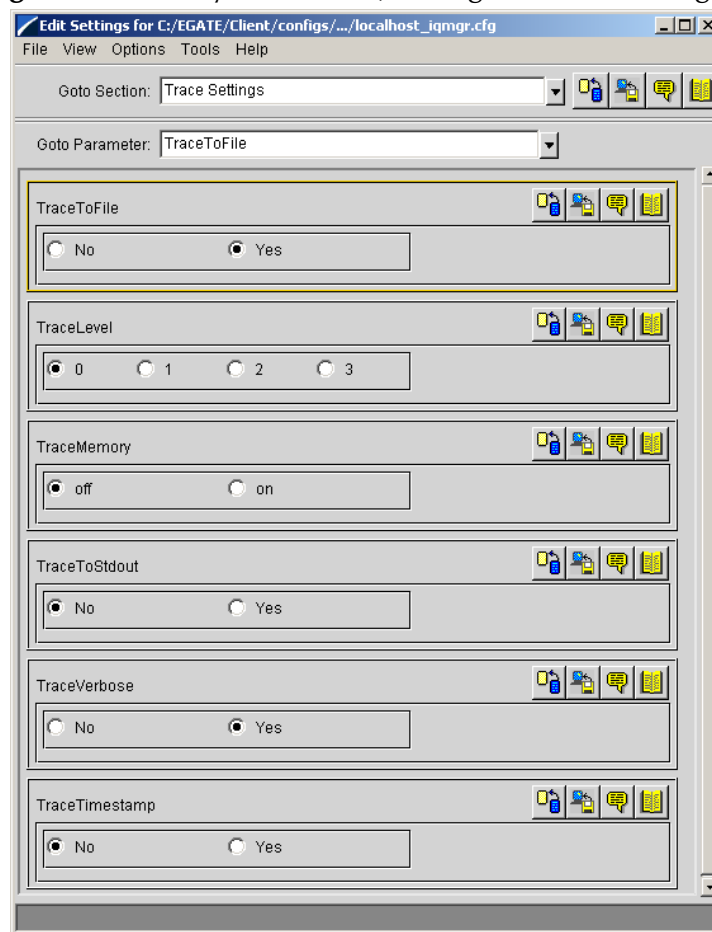 Edit Settings for C:/EGATE/Client/configs/.../localhost_iqmgr.cfg
File View Options Tools Help
Goto Section: Trace Settings
Goto Parameter: TraceToFile
TraceToFile
No Yes
TraceLevel
0 1 2 3
TraceMemory
off on
TraceToStdout
No Yes
TraceVerbose
No Yes
TraceTimestamp
No Yes